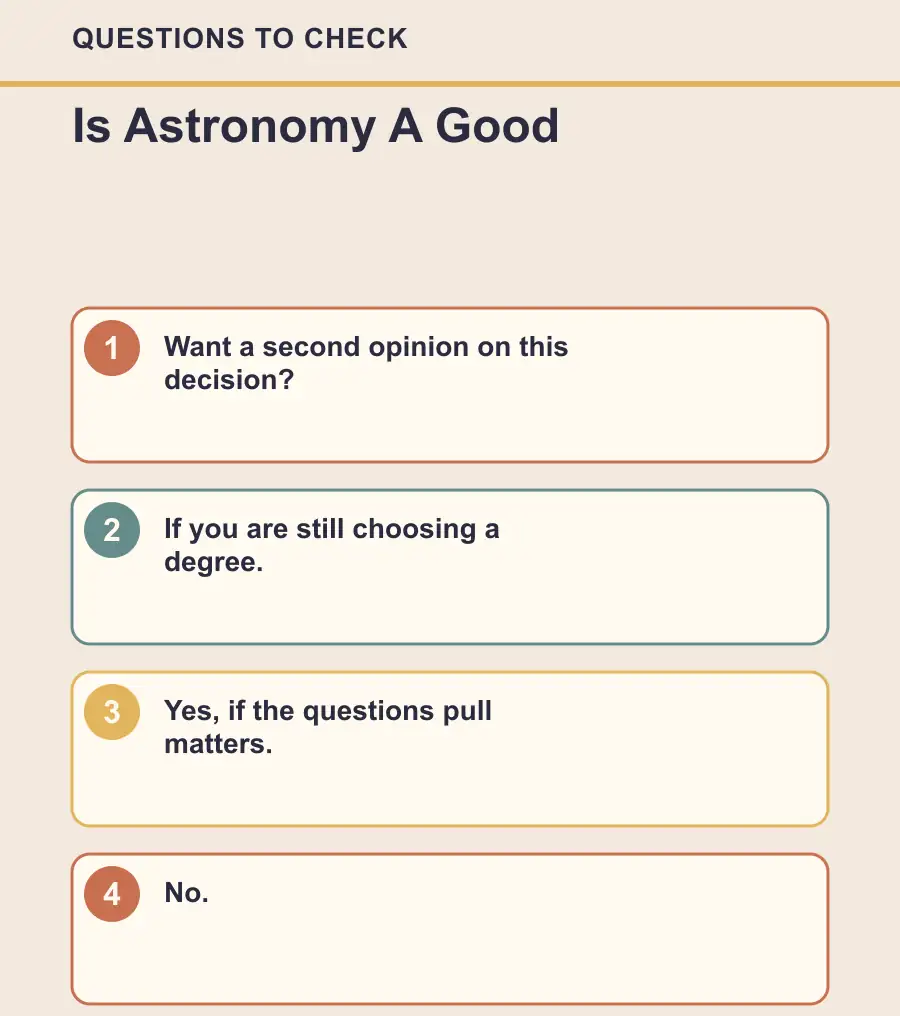 QUESTIONS TO CHECK
Is Astronomy A Good
1
Want a second opinion on this
decision?
2
If you are still choosing a
degree.
3
Yes, if the questions pull
matters.
4
No.